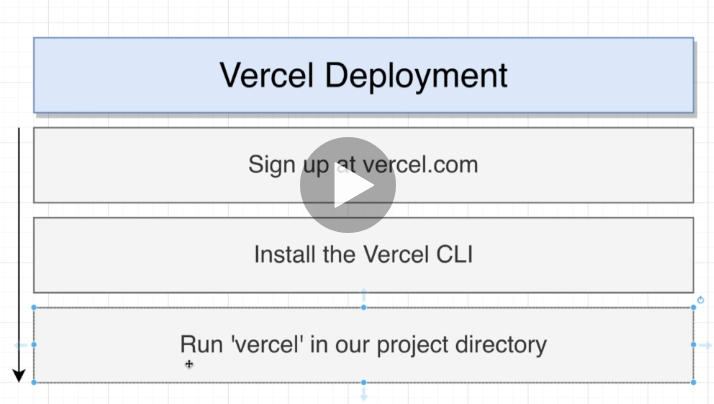 Vercel Deployment
Sign up at vercel.com
Install the Vercel CLI
Run 'vercel' in our project directory